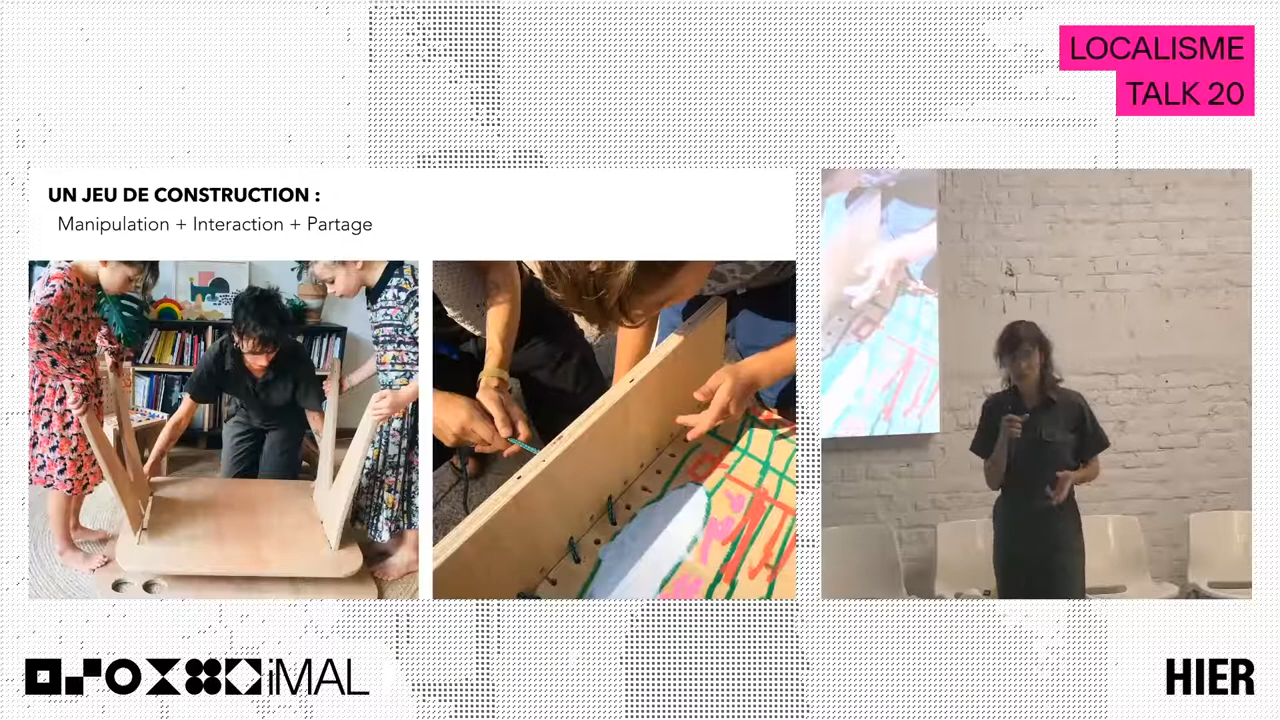 LOCALISME
TALK 20
UN JEU DE CONSTRUCTION :
Manipulation + Interaction + Partage
iMAL
HIER